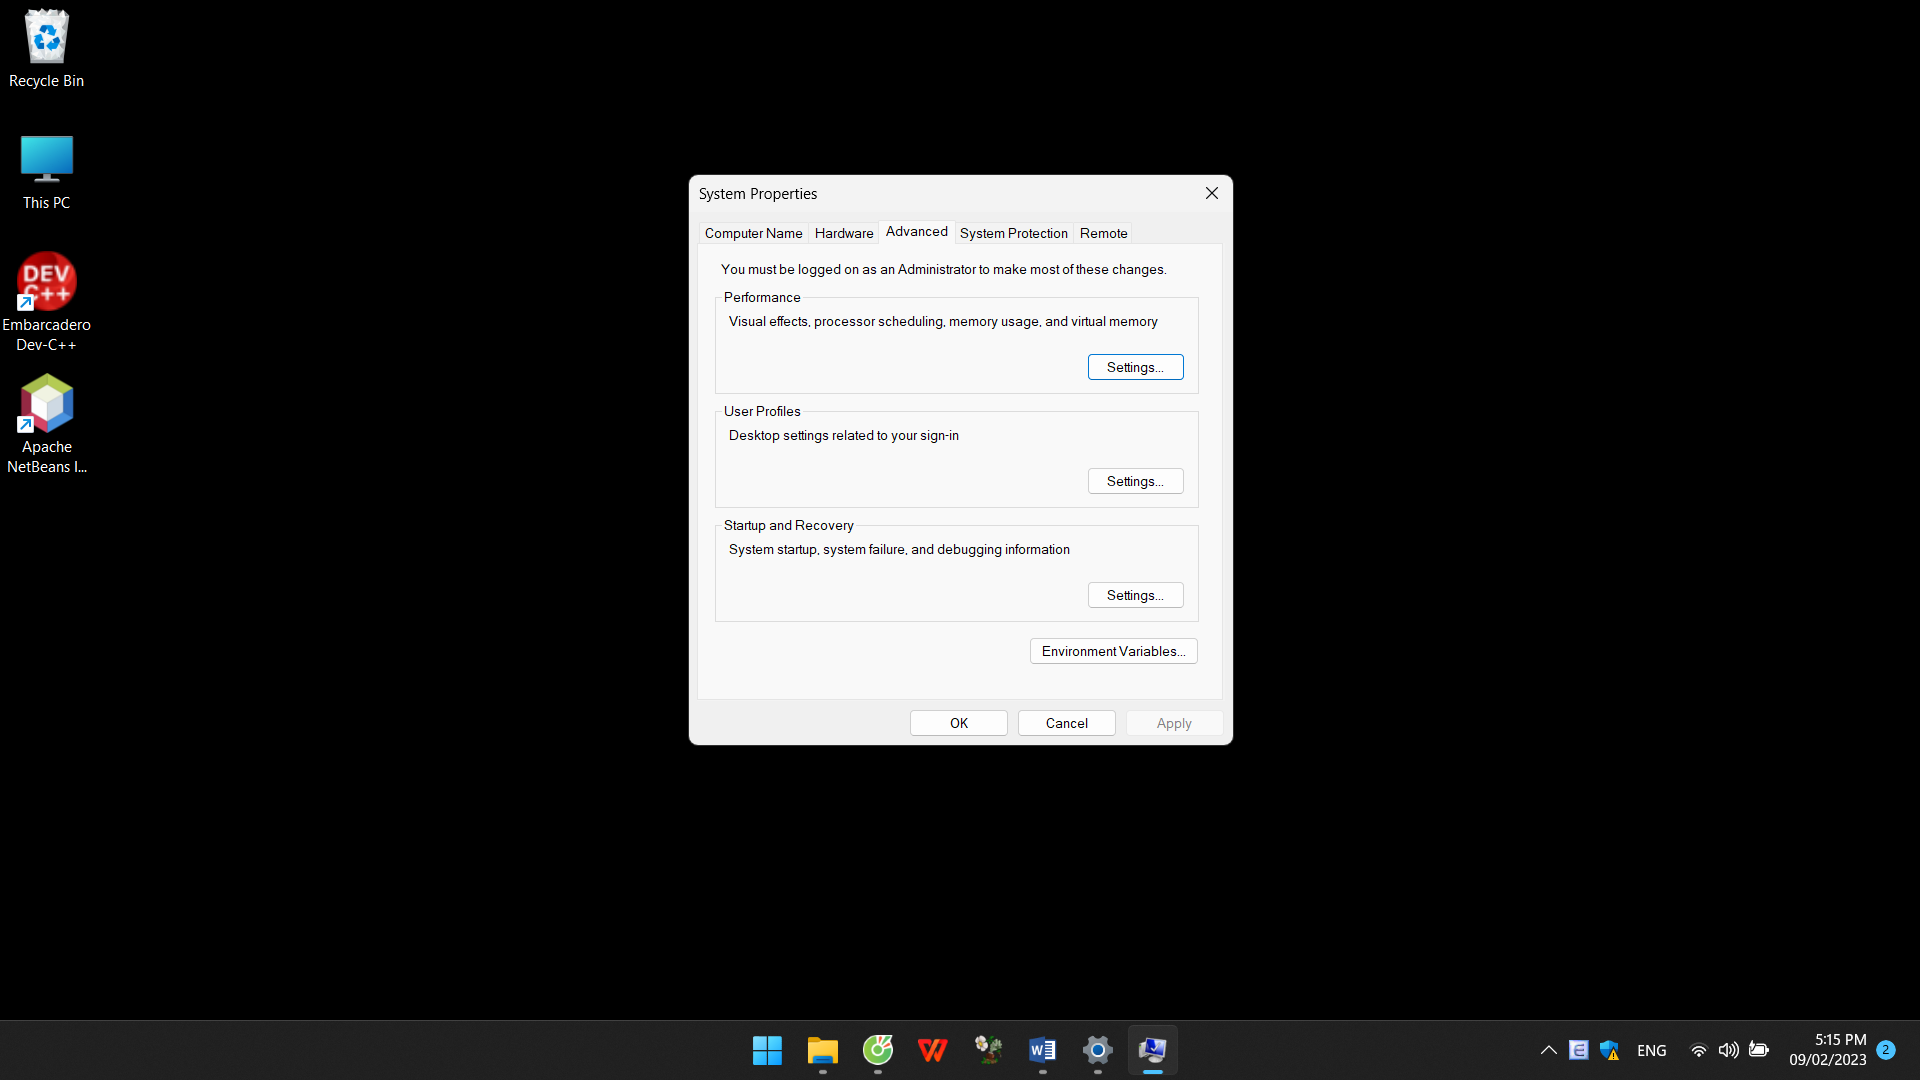 Recycle Bin
This PC
DEV
C++
Embarcadero
Dev-C++
Apache
NetBeans I...
System Properties
Computer Name Hardware Advanced System Protection Remote
You must be logged on as an Administrator to make most of these changes.
Performance
Visual effects, processor scheduling, memory usage, and virtual memory
Settings...
User Profiles
Desktop settings related to your sign-in
Settings...
Startup and Recovery
System startup, system failure, and debugging information
Settings...
Environment Variables...
OK Cancel Apply
W
W
E
ENG
5:15 PM
09/02/2023
2